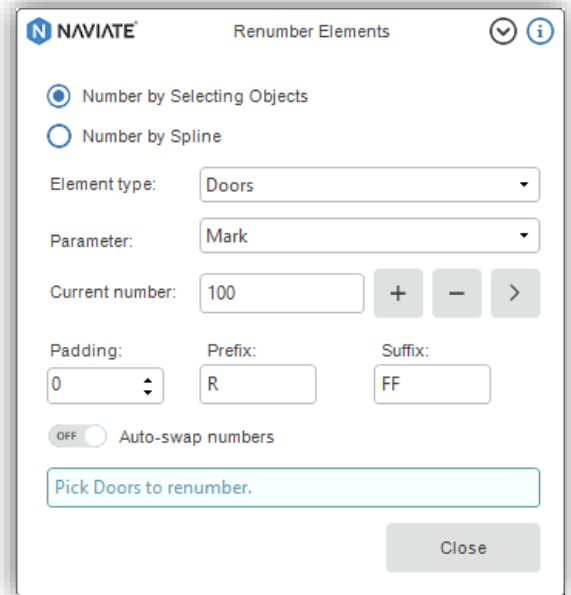 N NAVIATE® Renumber Elements i
Number by Selecting Objects
Number by Spline
Element type: Doors
Parameter: Mark
Current number: 100 + − >
Padding: Prefix: Suffix:
0 R FF
OFF Auto-swap numbers
Pick Doors to renumber.
Close